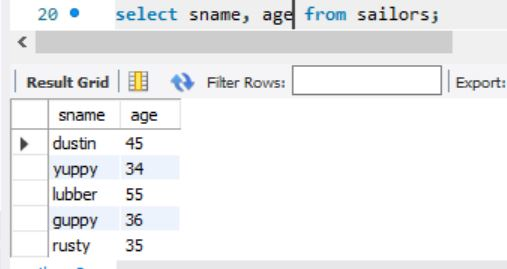 20 select sname, age from sailors;
Result Grid Filter Rows: Export:
sname age
dustin 45
yuppy 34
lubber 55
guppy 36
rusty 35